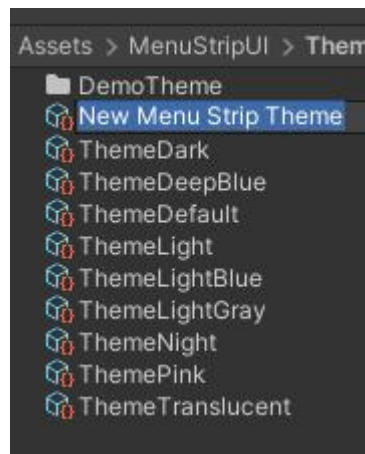 Assets > MenuStripUI > Them
DemoTheme
New Menu Strip Theme
ThemeDark
ThemeDeepBlue
ThemeDefault
ThemeLight
ThemeLightBlue
ThemeLightGray
ThemeNight
ThemePink
ThemeTranslucent